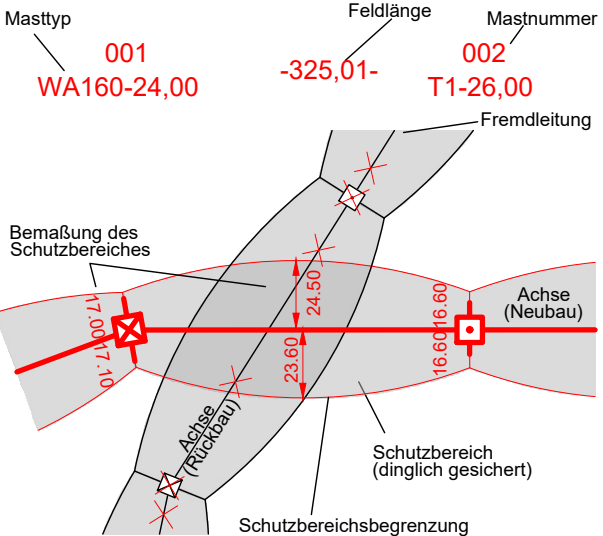 Masttyp
Feldlänge
Mastnummer
001
WA160-24,00
-325,01-
002
T1-26,00
Fremdleitung
Bemaßung des
Schutzbereiches
24.50
23.60
17.00
17.10
16.60
16.60
Achse
(Neubau)
Achse
(Rückbau)
Schutzbereich
(dinglich gesichert)
Schutzbereichsbegrenzung